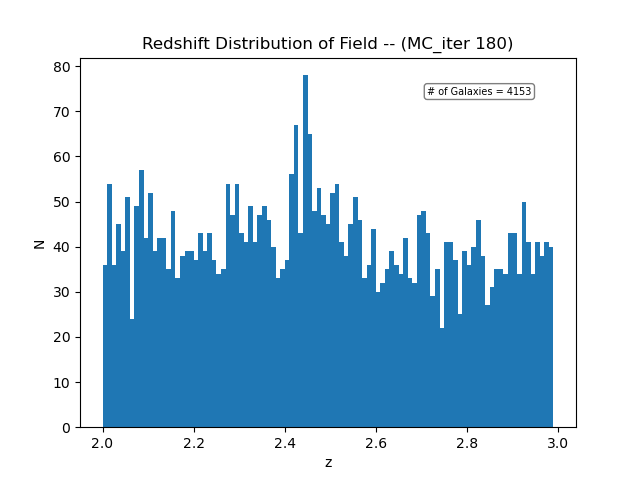 Redshift Distribution of Field -- (MC_iter 180)
# of Galaxies = 4153
80
70
60
50
40
30
20
10
0
N
2.0 2.2 2.4 2.6 2.8 3.0
z